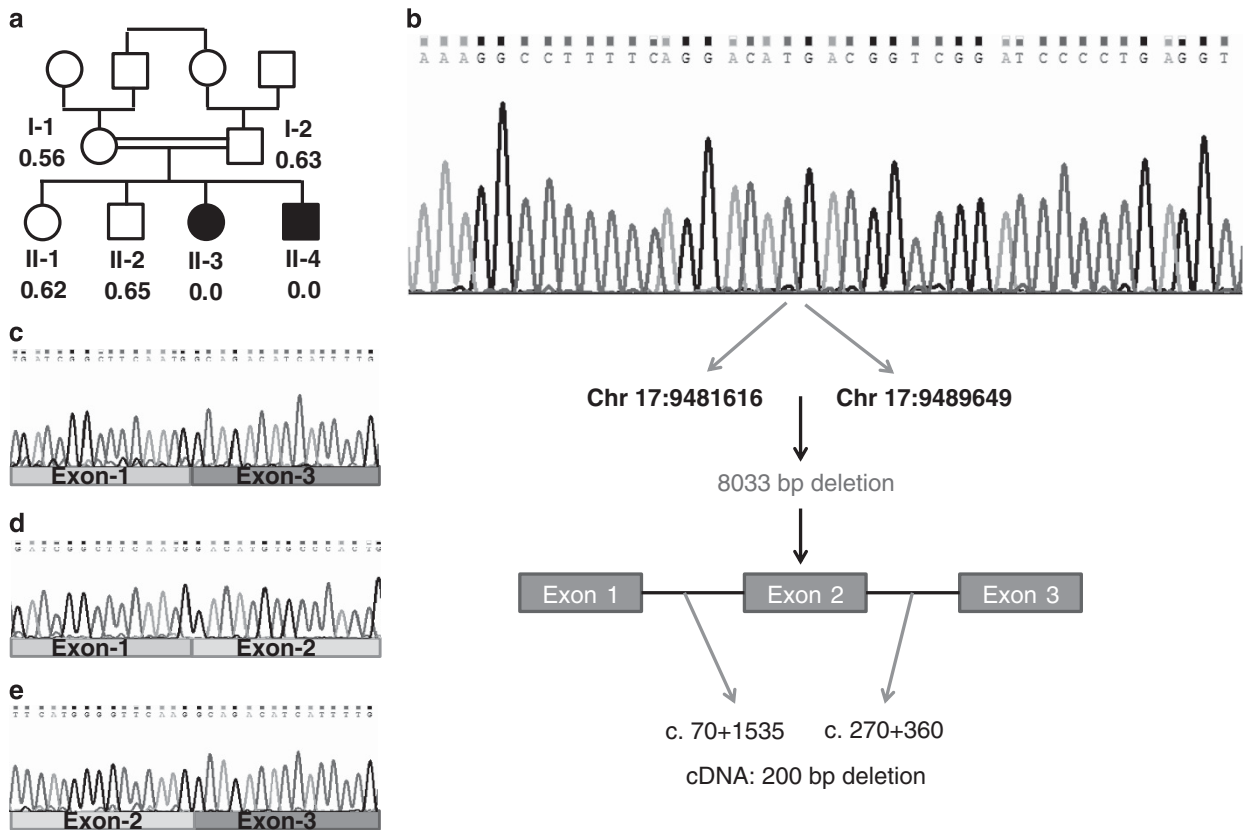 a
I-1
0.56
I-2
0.63
II-1
0.62
II-2
0.65
II-3
0.0
II-4
0.0
b
A A A G G C C T T T T C A G G A C A T G A C G G T C G G A T C C C C T G A G G T
Chr 17:9481616
Chr 17:9489649
8033 bp deletion
Exon 1
Exon 2
Exon 3
c. 70+1535
c. 270+360
cDNA: 200 bp deletion
c
T G A T C G G C T T C A A T G G C A G A C A T C A T T T T G
Exon-1
Exon-3
d
G A T C G G C T T C A A T G G A C A T G T G C C C A C T G
Exon-1
Exon-2
e
T T C A T G G G G T T C A A G G C A G A C A T C A T T T T G
Exon-2
Exon-3